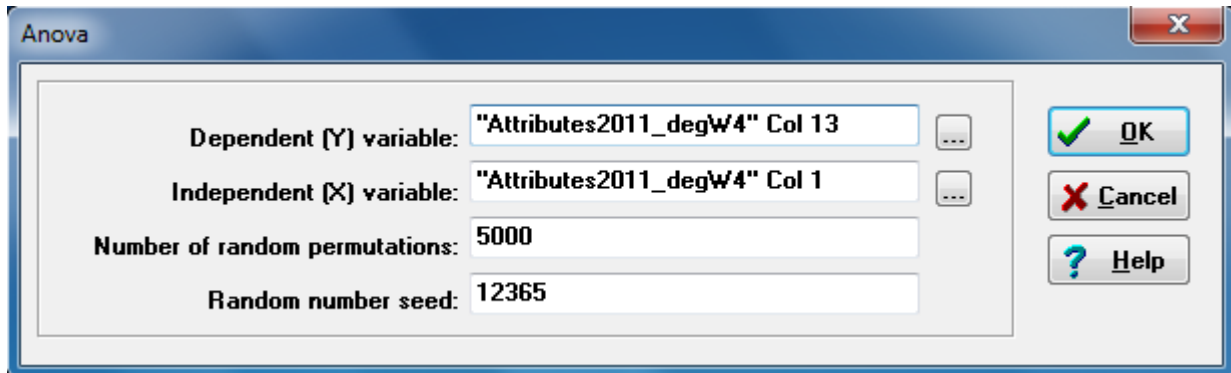 Anova
Dependent (Y) variable: "Attributes2011_degW4" Col 13 ... OK
Independent (X) variable: "Attributes2011_degW4" Col 1 ... Cancel
Number of random permutations: 5000 Help
Random number seed: 12365